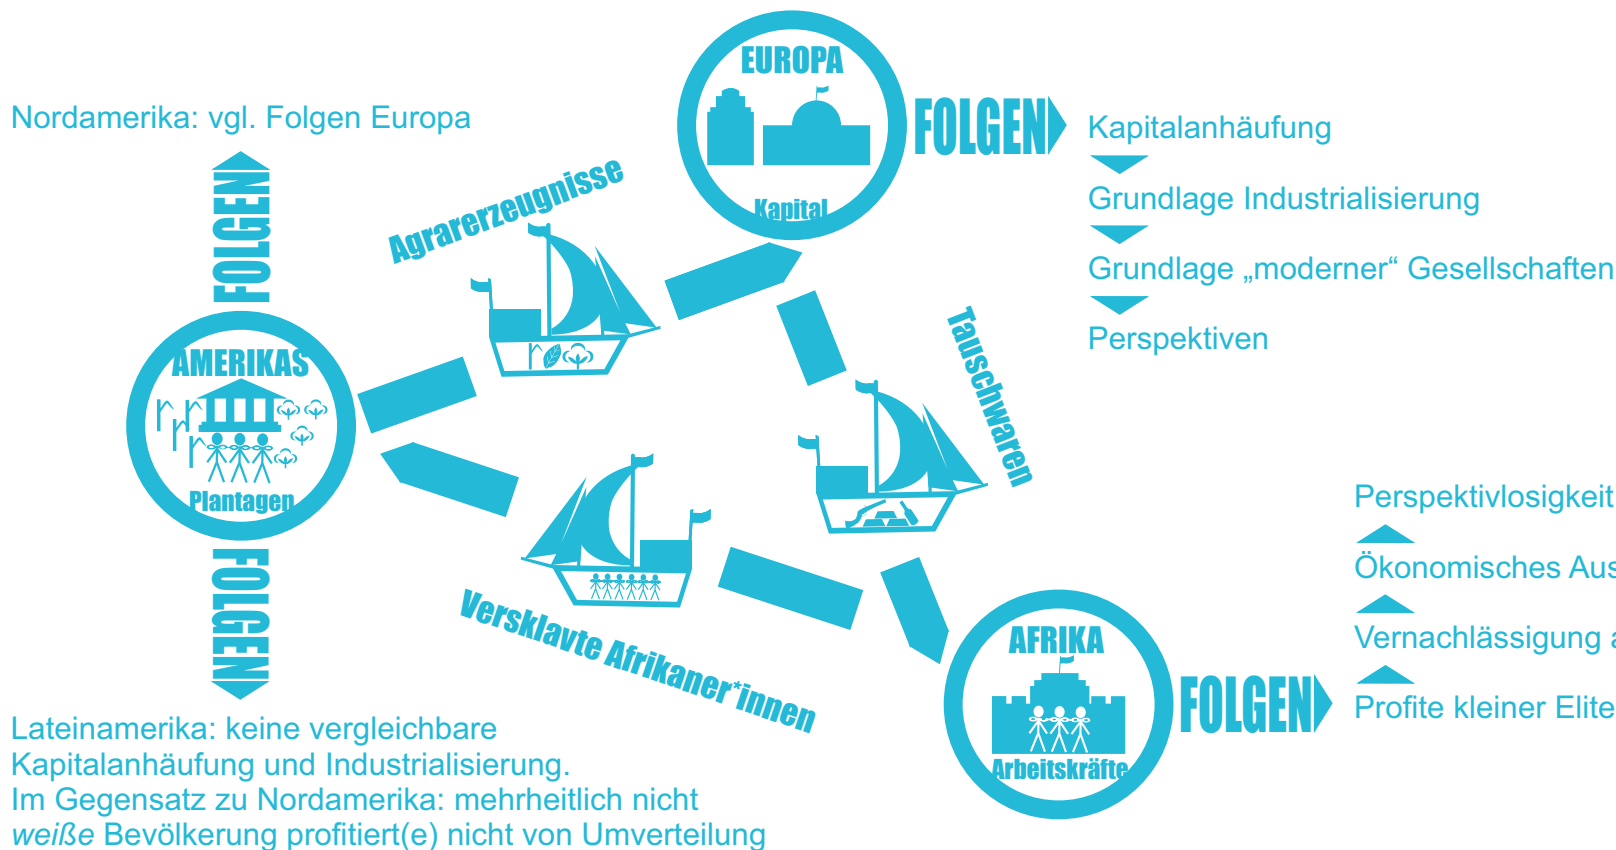 EUROPA
Kapital
FOLGEN
Kapitalanhäufung
Grundlage Industrialisierung
Grundlage „moderner“ Gesellschaften
Perspektiven
Nordamerika: vgl. Folgen Europa
FOLGEN
Agrarerzeugnisse
Tauschwaren
AMERIKAS
Plantagen
FOLGEN
Lateinamerika: keine vergleichbare
Kapitalanhäufung und Industrialisierung.
Im Gegensatz zu Nordamerika: mehrheitlich nicht
weiße Bevölkerung profitiert(e) nicht von Umverteilung
Versklavte Afrikaner*innen
AFRIKA
Arbeitskräfte
FOLGEN
Perspektivlosigkeit
Ökonomisches
Vernachlässigung
Profite kleiner Elite